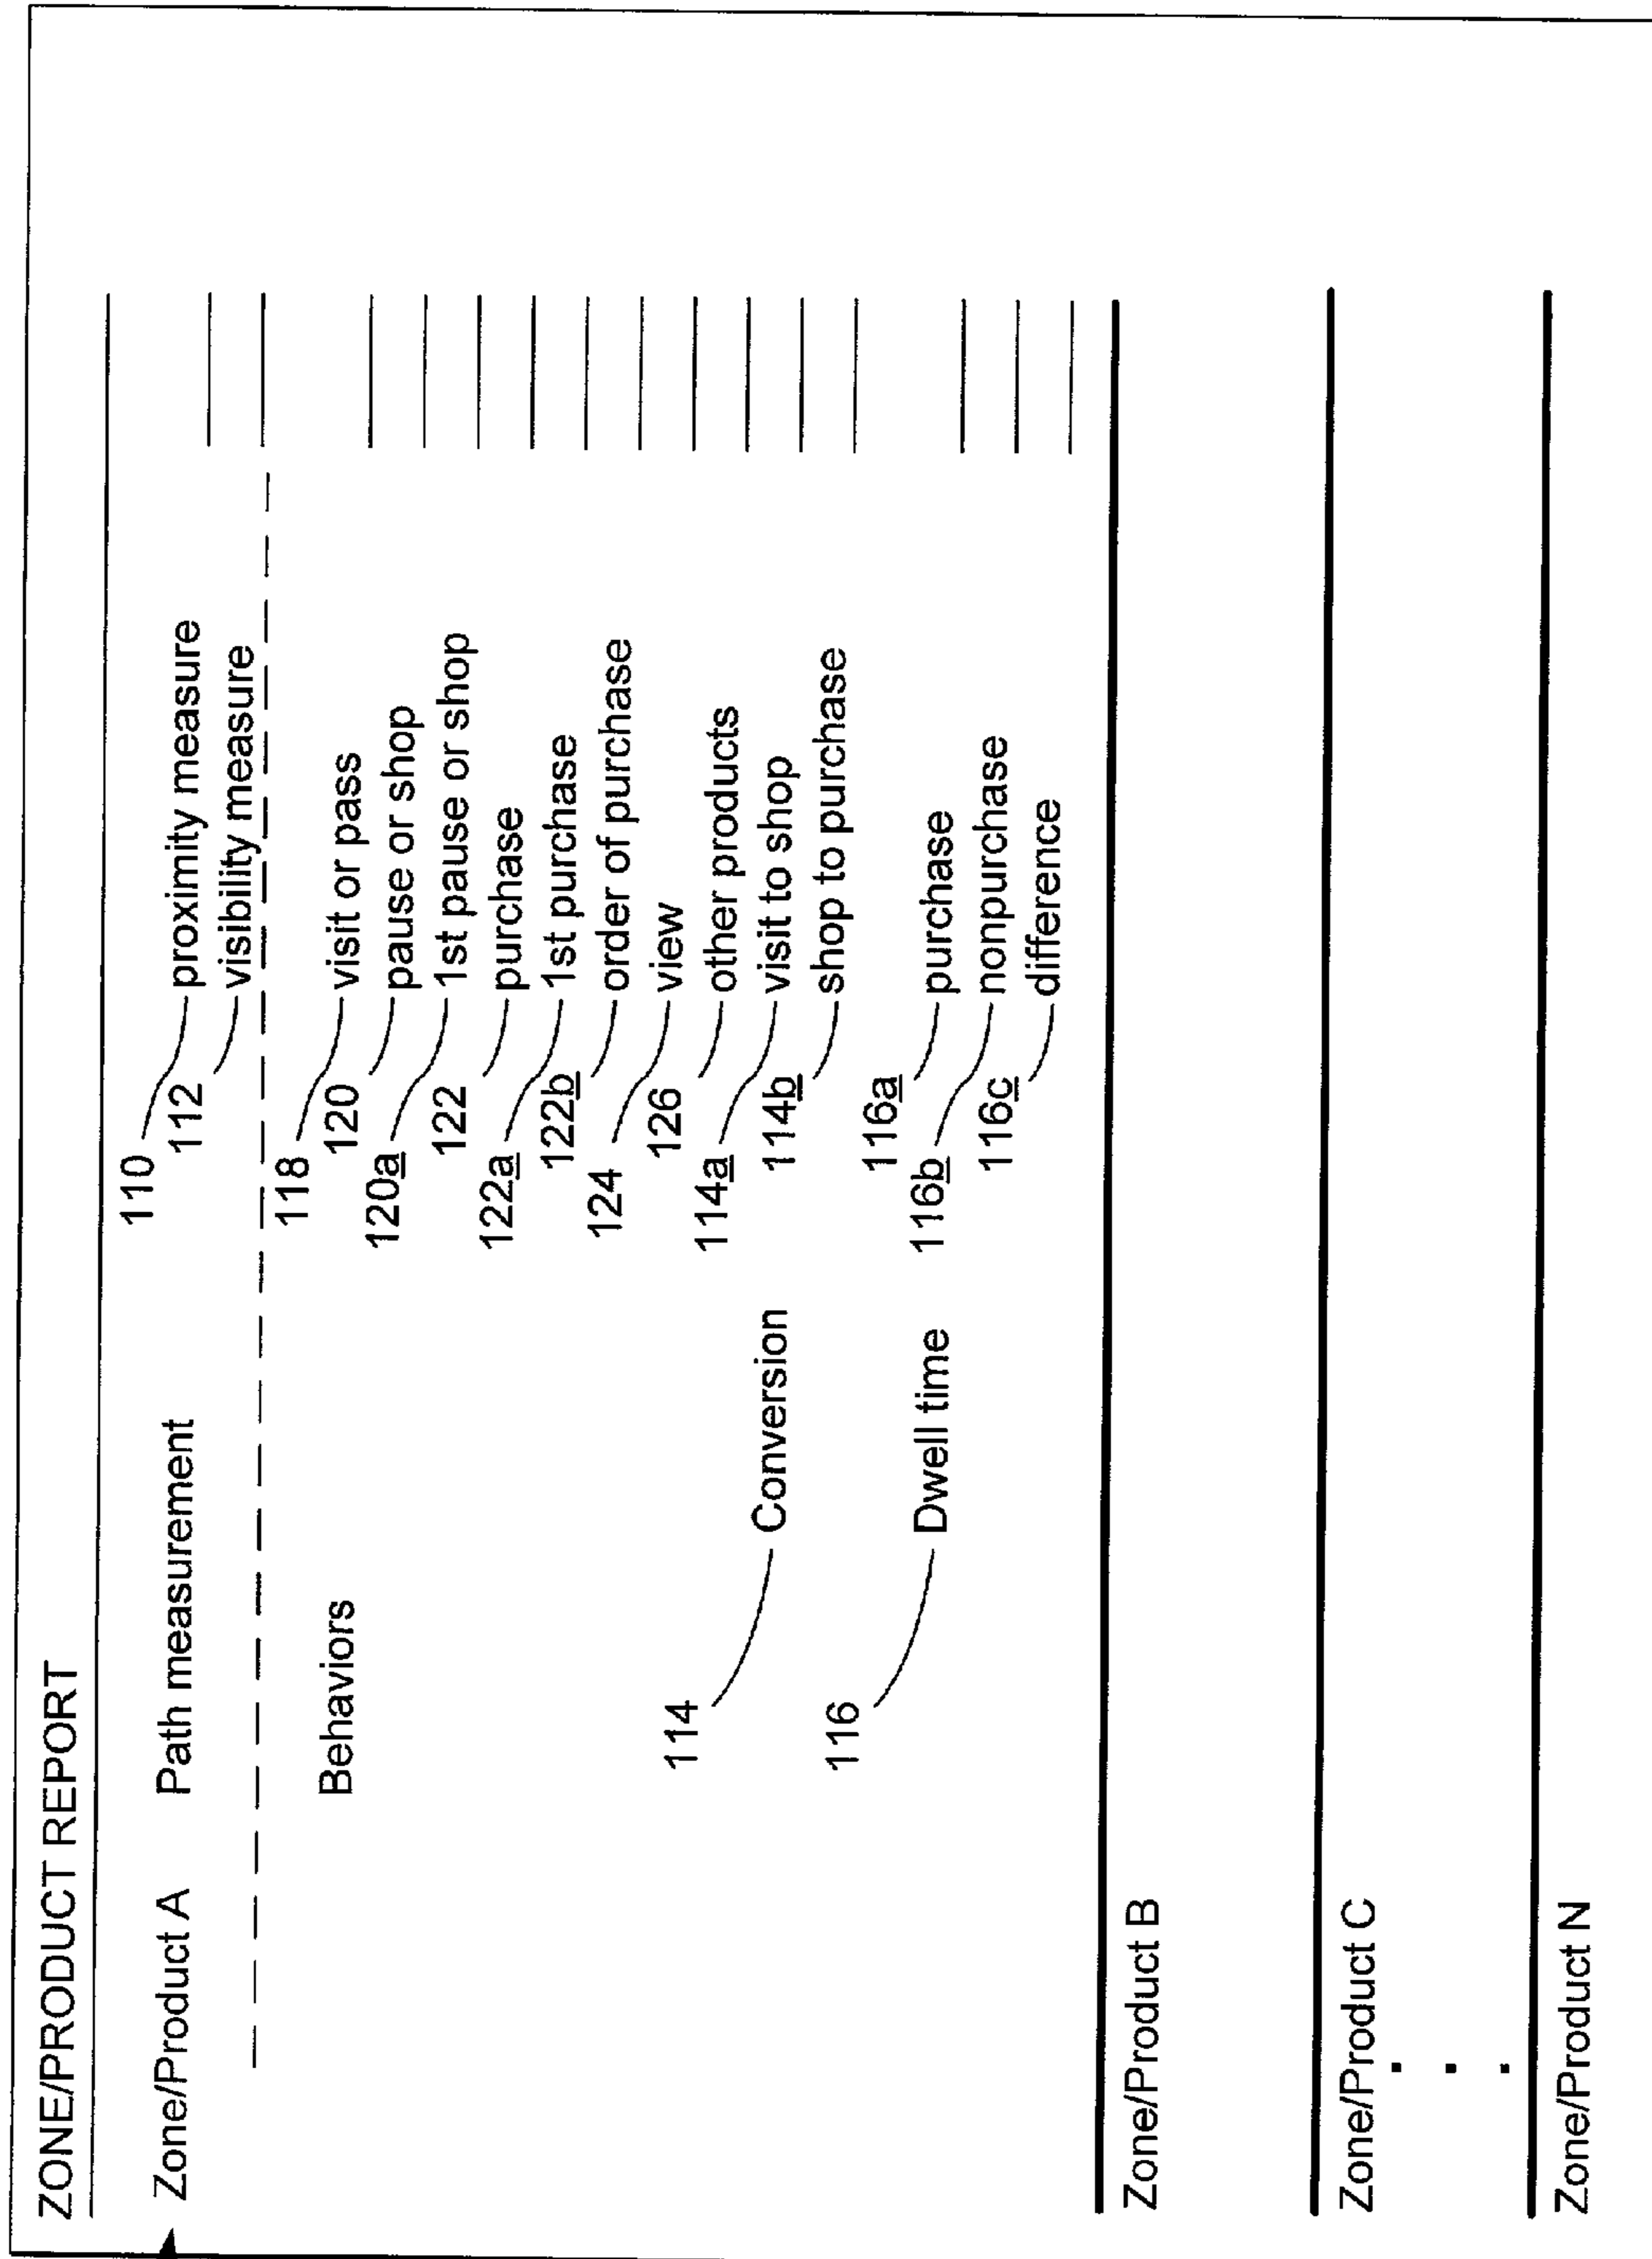 ZONE/PRODUCT REPORT
Zone/Product A Path measurement 110 proximity measure
112 visibility measure
Behaviors 118 visit or pass
120 pause or shop
120a 1st pause or shop
122 purchase
122a 1st purchase
122b order of purchase
124 view
126 other products
114 Conversion 114a visit to shop
114b shop to purchase
116 Dwell time 116a purchase
116b nonpurchase
116c difference
Zone/Product B
Zone/Product C
.
.
.
Zone/Product N